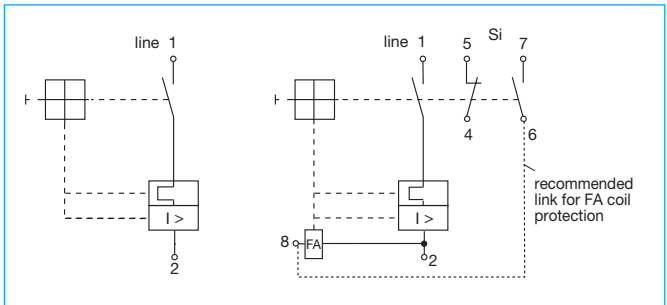 line 1
I >
2
line 1
5
Si
7
4
6
recommended
link for FA coil
protection
I >
8
FA
2